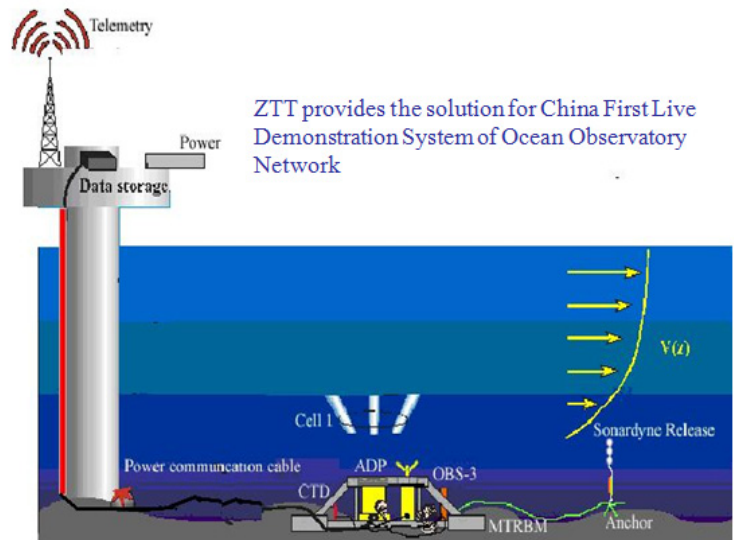 Telemetry
ZTT provides the solution for China First Live
Demonstration System of Ocean Observatory
Network
Power
Data storage
V(z)
Cell 1
Sonardyne Release
Power communcation cable
ADP
OBS-3
CTD
MTRBM
Anchor